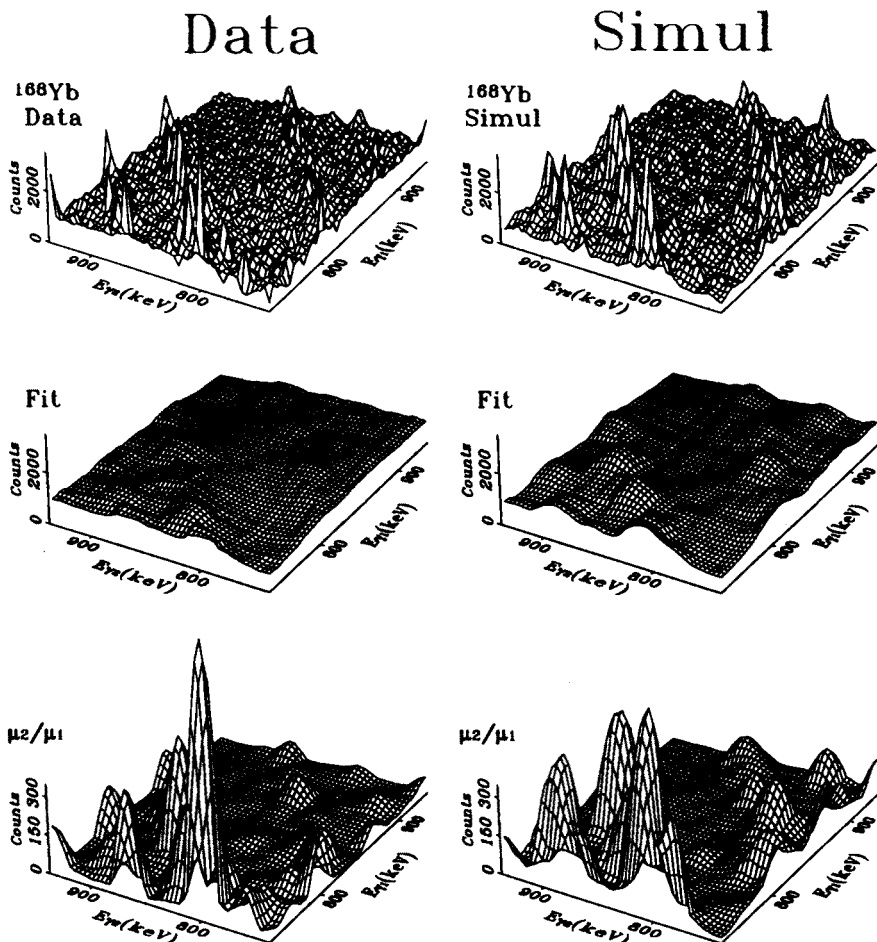 Data
Simul
168Yb
Data
Counts
2000
0
900
800
Eγ2(keV)
800
900
Eγ1(keV)
168Yb
Simul
Counts
2000
0
900
800
Eγ2(keV)
800
900
Eγ1(keV)
Fit
Counts
2000
0
900
800
Eγ2(keV)
800
900
Eγ1(keV)
Fit
Counts
2000
0
900
800
Eγ2(keV)
800
900
Eγ1(keV)
μ2/μ1
Counts
300
150
0
900
800
Eγ2(keV)
800
900
Eγ1(keV)
μ2/μ1
Counts
300
150
0
900
800
Eγ2(keV)
800
900
Eγ1(keV)